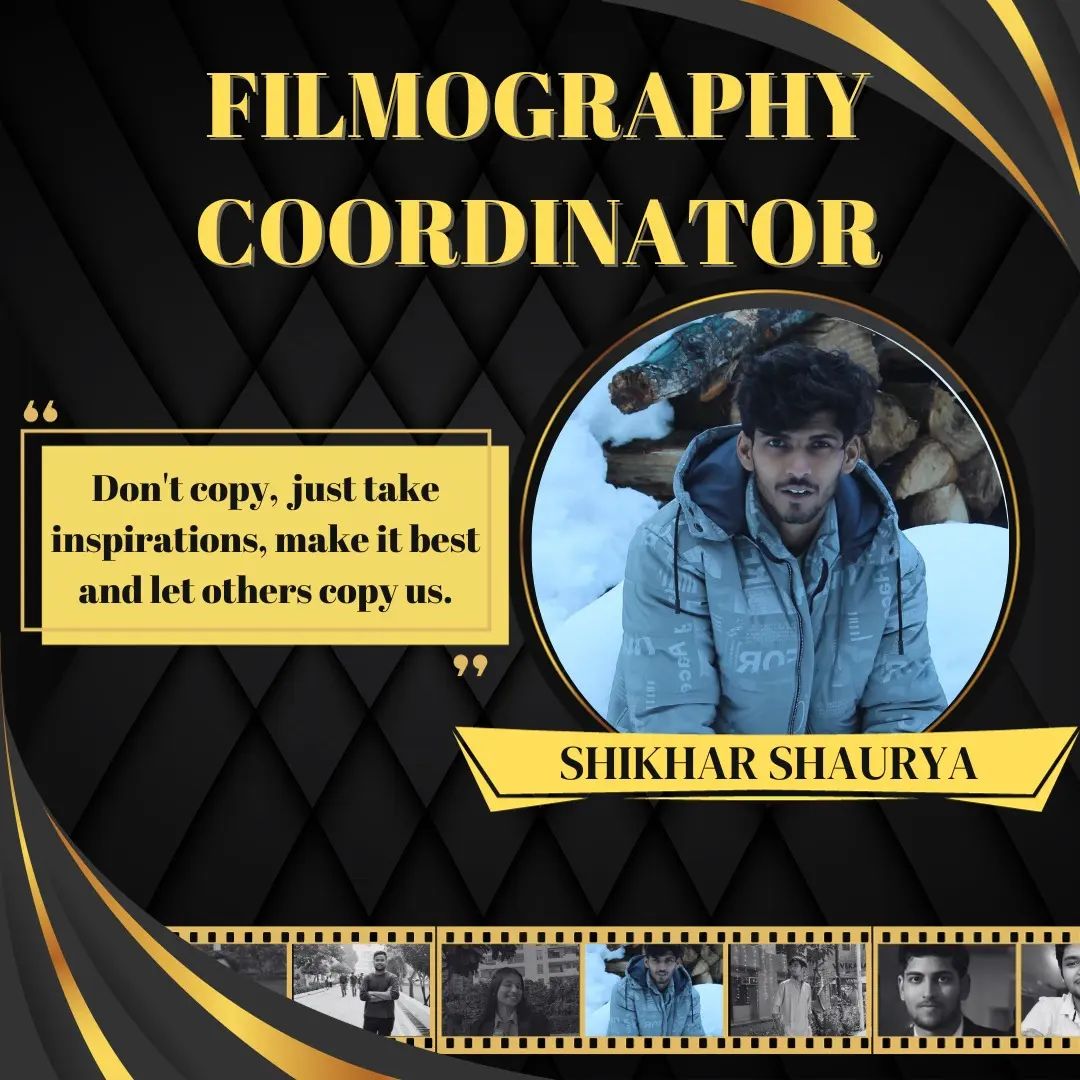 FILMOGRAPHY
COORDINATOR
“
Don't copy, just take
inspirations, make it best
and let others copy us.
”
SHIKHAR SHAURYA